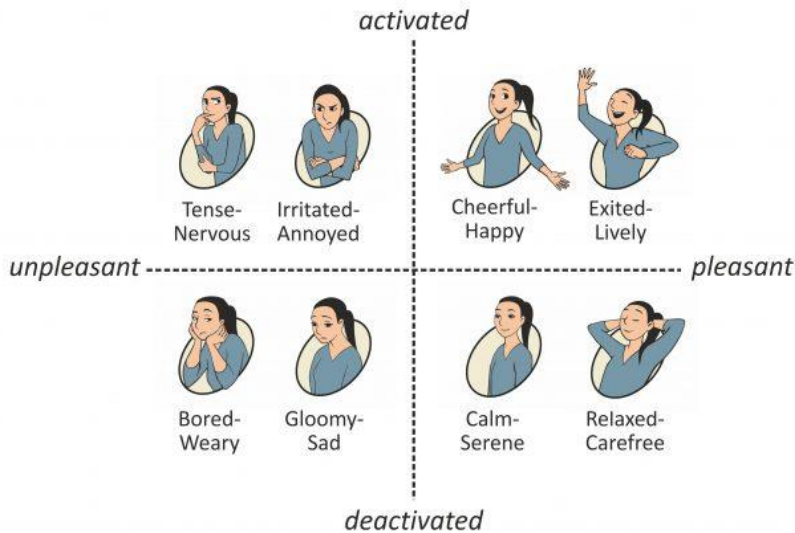 activated
Tense-
Nervous
Irritated-
Annoyed
Cheerful-
Happy
Exited-
Lively
unpleasant
pleasant
Bored-
Weary
Gloomy-
Sad
Calm-
Serene
Relaxed-
Carefree
deactivated